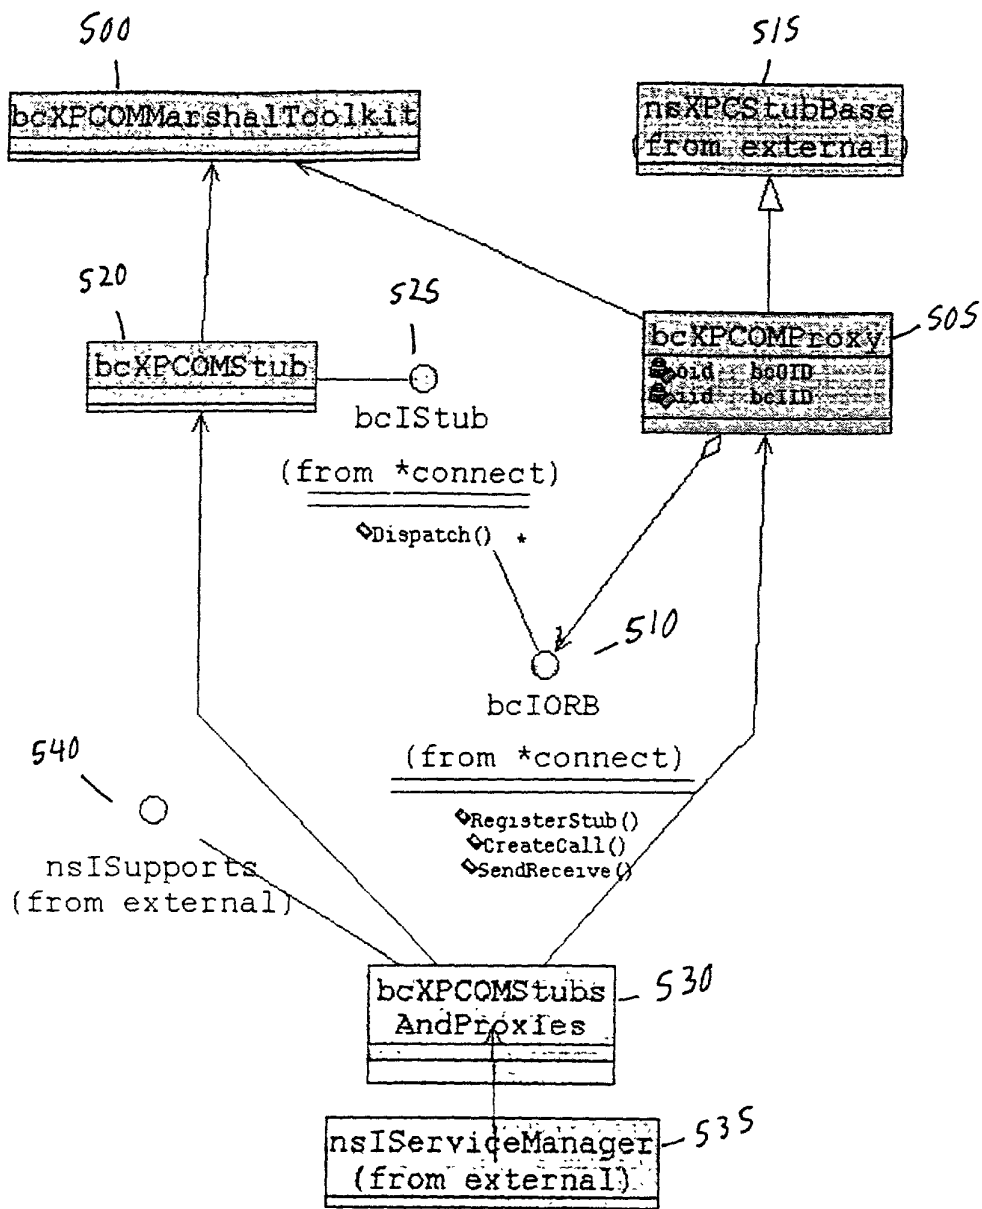 500
515
bcXPCOMMarshalToolkit
nsXPCStubBase
(from external)
520
525
505
bcXPCOMStub
bcXPCOMProxy
oid : bcOID
iid : bcIID
bcIStub
(from *connect)
Dispatch() *
1
510
bcIORB
(from *connect)
RegisterStub()
CreateCall()
SendReceive()
540
nsISupports
(from external)
bcXPCOMStubs
AndProxies
530
nsIServiceManager
(from external)
535